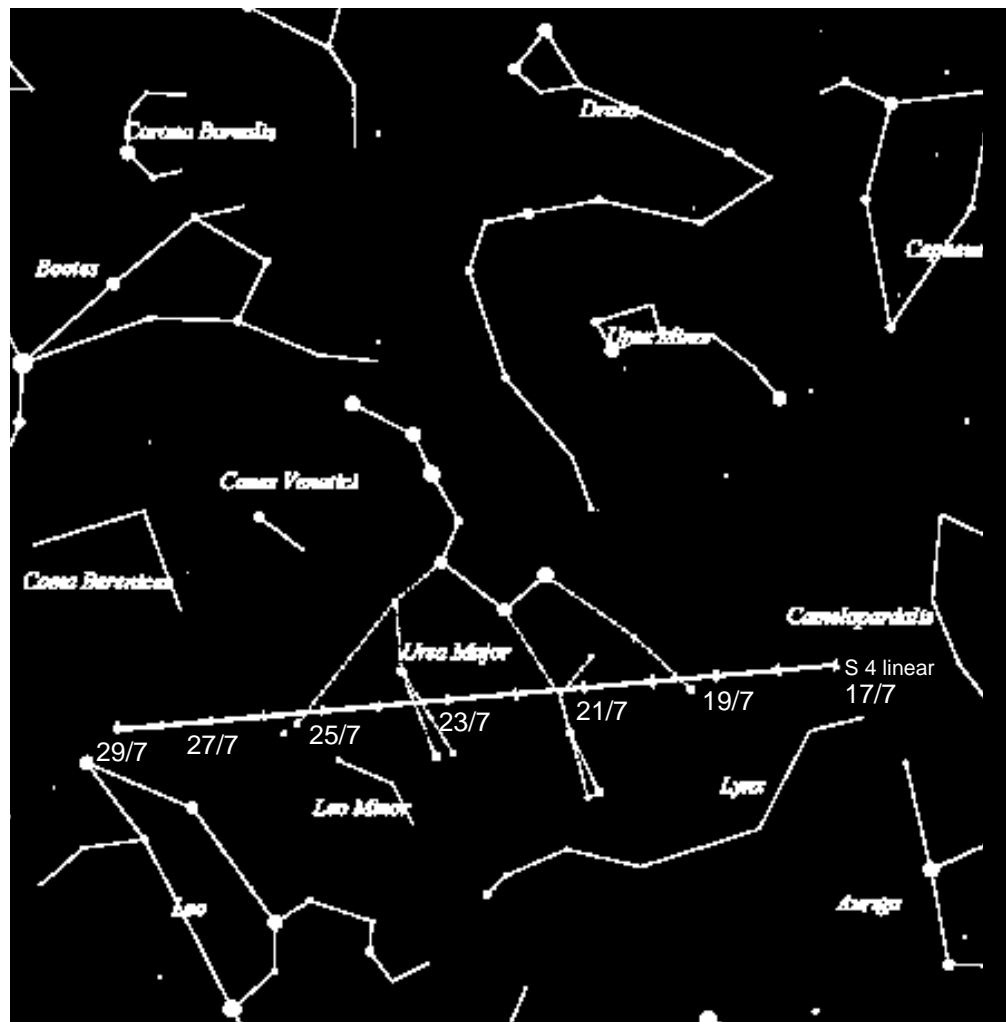 Draco
Corona Borealis
Cepheus
Bootes
Ursa Minor
Canes Venatici
Coma Berenices
Camelopardalis
Ursa Major
S 4 linear
17/7
19/7
21/7
23/7
25/7
27/7
29/7
Lynx
Leo Minor
Leo
Auriga